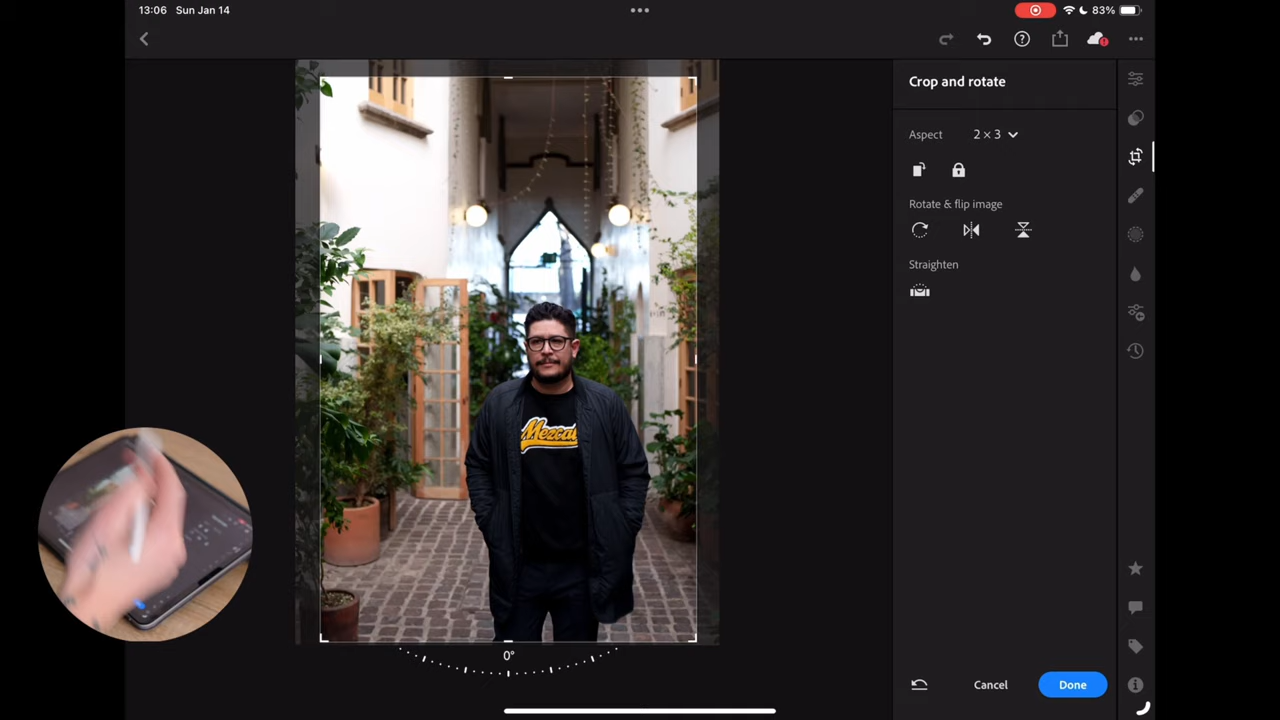 13:06 Sun Jan 14
83%
Crop and rotate
Aspect 2 × 3
Rotate & flip image
Straighten
Mezcal
0°
Cancel Done